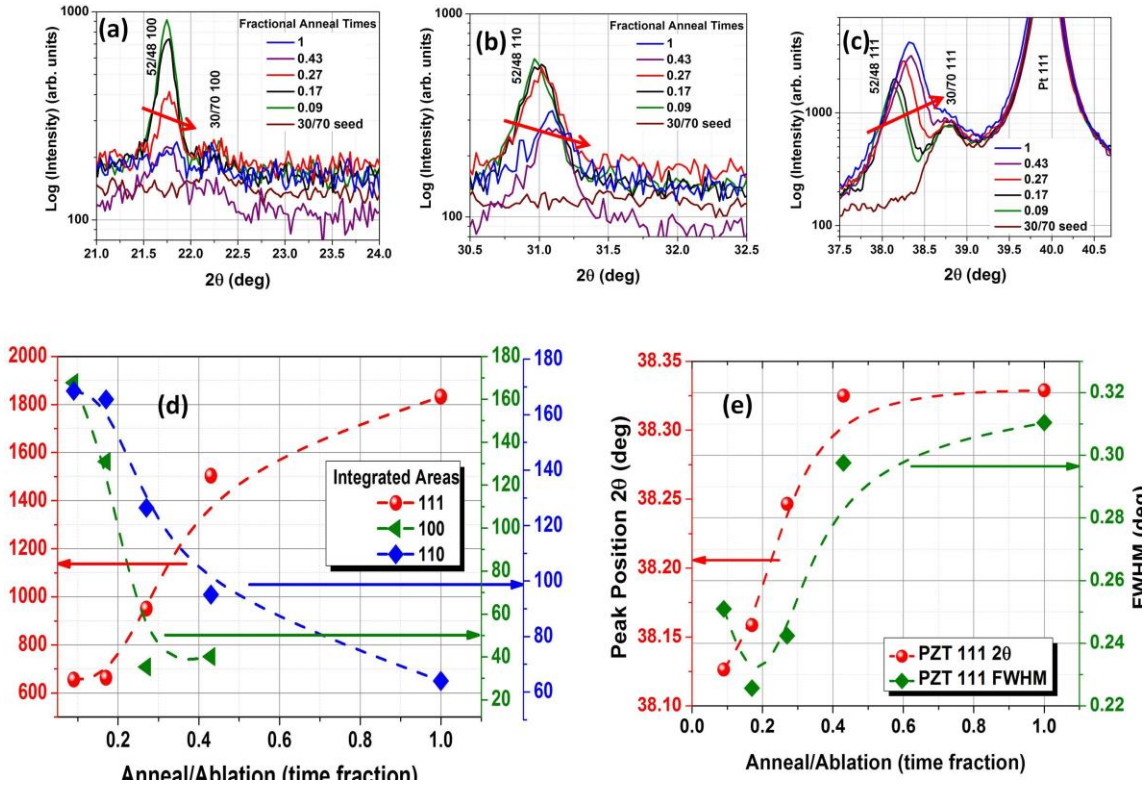 (a)
Log (Intensity) (arb. units)
1000
100
52/48 100
30/70 100
Fractional Anneal Times
1
0.43
0.27
0.17
0.09
30/70 seed
21.0 21.5 22.0 22.5 23.0 23.5 24.0
2θ (deg)
(b)
Log (Intensity) (arb. units)
1000
100
52/48 110
Fractional Anneal Times
1
0.43
0.27
0.17
0.09
30/70 seed
30.5 31.0 31.5 32.0 32.5
2θ (deg)
(c)
Log (Intensity) (arb. units)
1000
100
52/48 111
30/70 111
Pt 111
1
0.43
0.27
0.17
0.09
30/70 seed
37.5 38.0 38.5 39.0 39.5 40.0 40.5
2θ (deg)
(d)
2000
1800
1600
1400
1200
1000
800
600
Integrated Areas
111
100
110
180
160
140
120
100
80
60
40
20
180
160
140
120
100
80
60
0.2 0.4 0.6 0.8 1.0
Anneal/Ablation (time fraction)
(e)
Peak Position 2θ (deg)
38.35
38.30
38.25
38.20
38.15
38.10
PZT 111 2θ
PZT 111 FWHM
0.32
0.30
0.28
0.26
0.24
0.22
FWHM (deg)
0.0 0.2 0.4 0.6 0.8 1.0
Anneal/Ablation (time fraction)